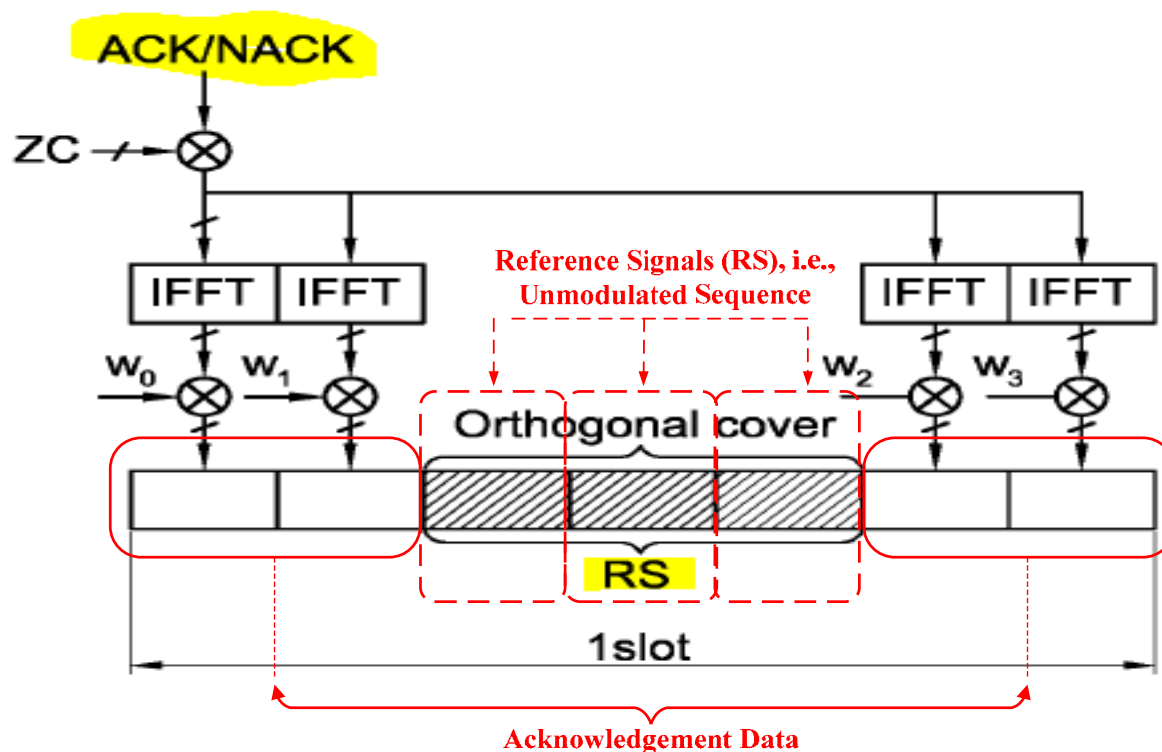 ACK/NACK
ZC
IFFT IFFT IFFT IFFT
Reference Signals (RS), i.e.,
Unmodulated Sequence
w0 w1 w2 w3
Orthogonal cover
RS
1slot
Acknowledgement Data